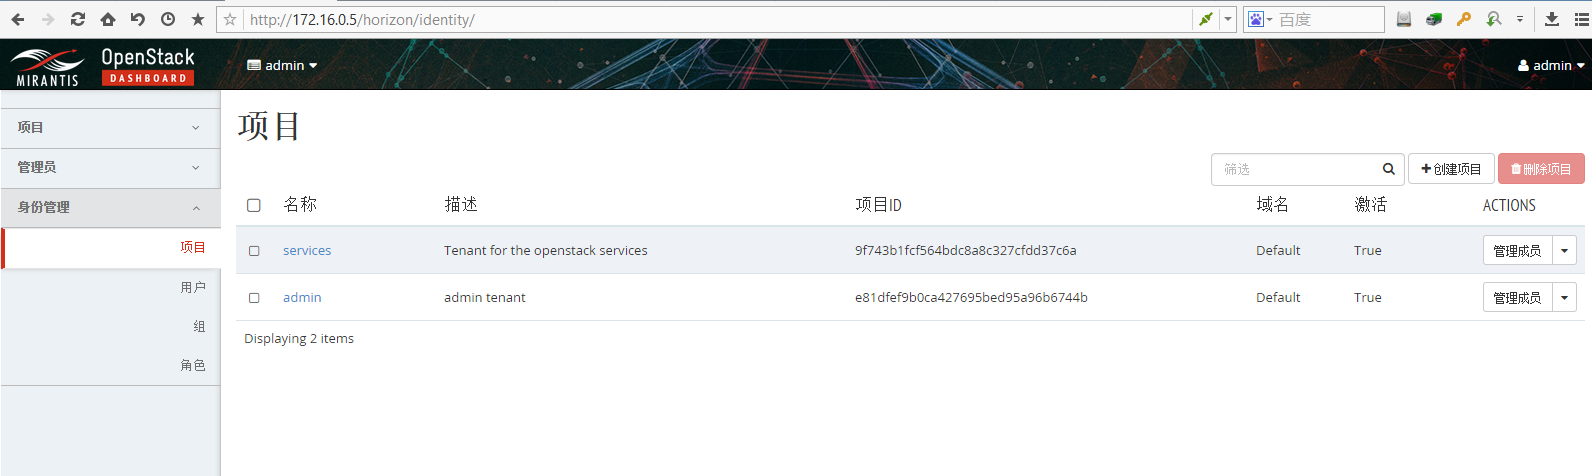 http://172.16.0.5/horizon/identity/
百度
MIRANTIS
OpenStack
DASHBOARD
admin
admin
项目
管理员
身份管理
项目
用户
组
角色
项目
筛选 创建项目 删除项目
名称 描述 项目ID 域名 激活 ACTIONS
services Tenant for the openstack services 9f743b1fcf564bdc8a8c327cfdd37c6a Default True 管理成员
admin admin tenant e81dfef9b0ca427695bed95a96b6744b Default True 管理成员
Displaying 2 items